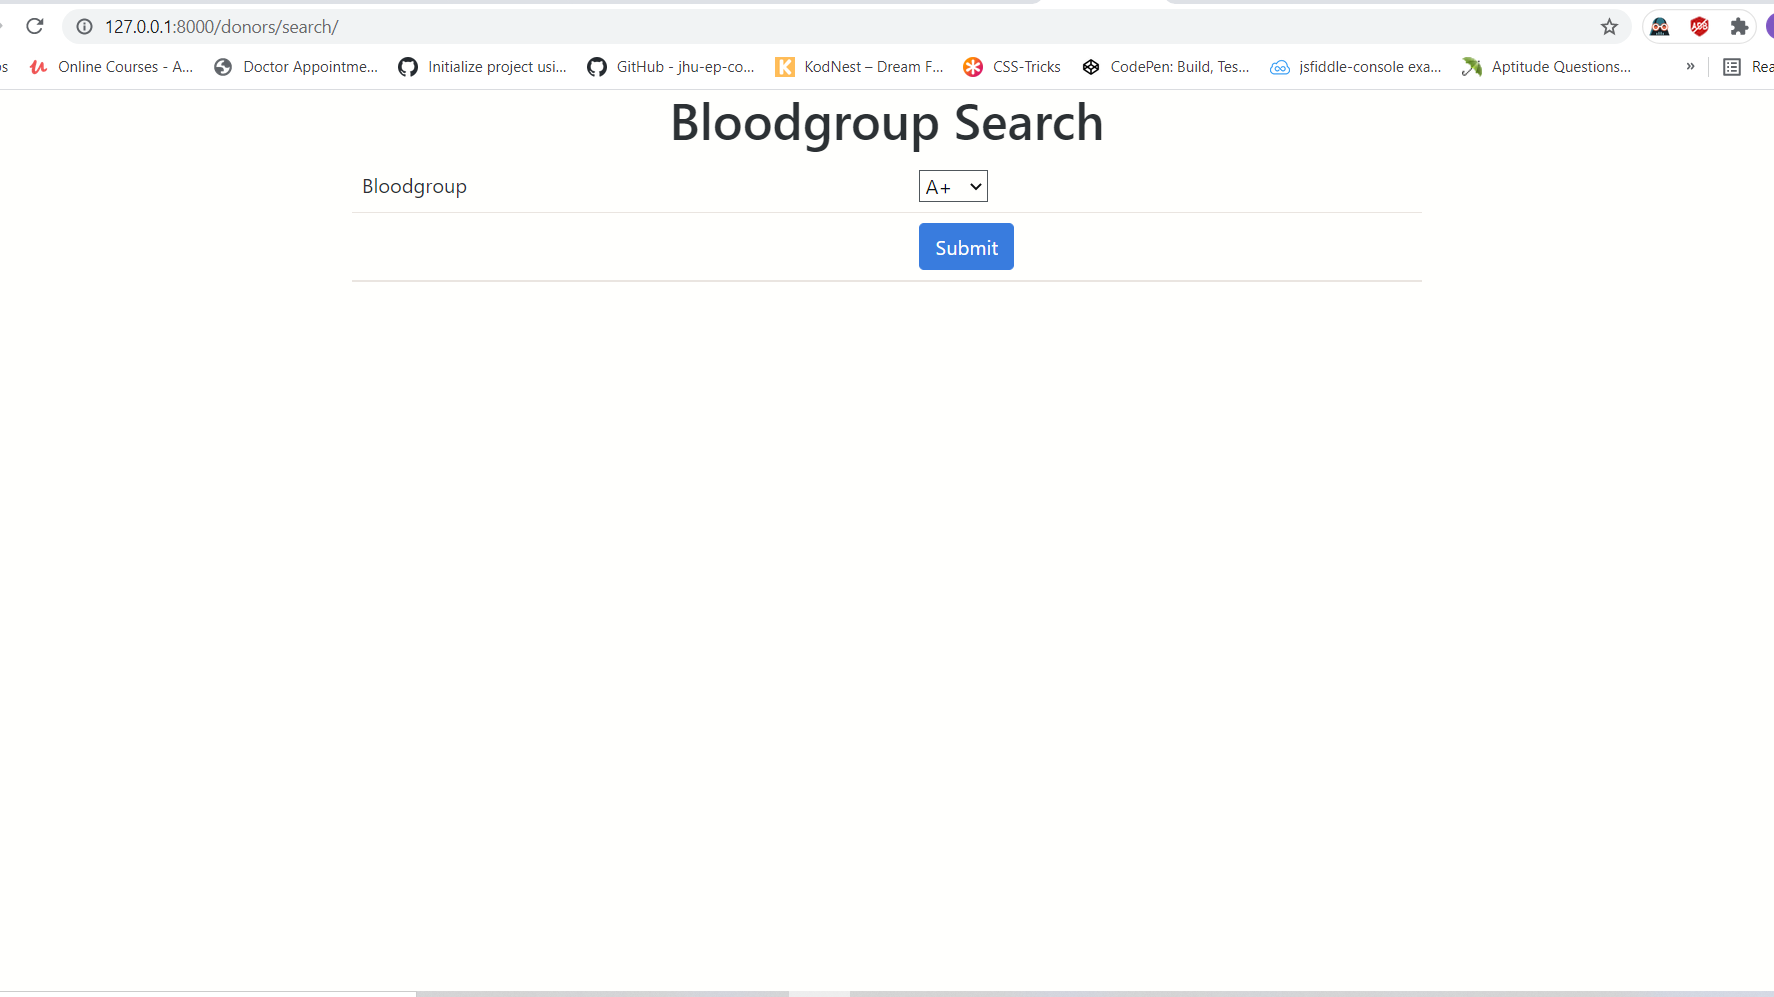 127.0.0.1:8000/donors/search/
Online Courses - A...
Doctor Appointme...
Initialize project usi...
GitHub - jhu-ep-co...
KodNest – Dream F...
CSS-Tricks
CodePen: Build, Tes...
jsfiddle-console exa...
Aptitude Questions...
»
Bloodgroup Search
Bloodgroup A+
Submit